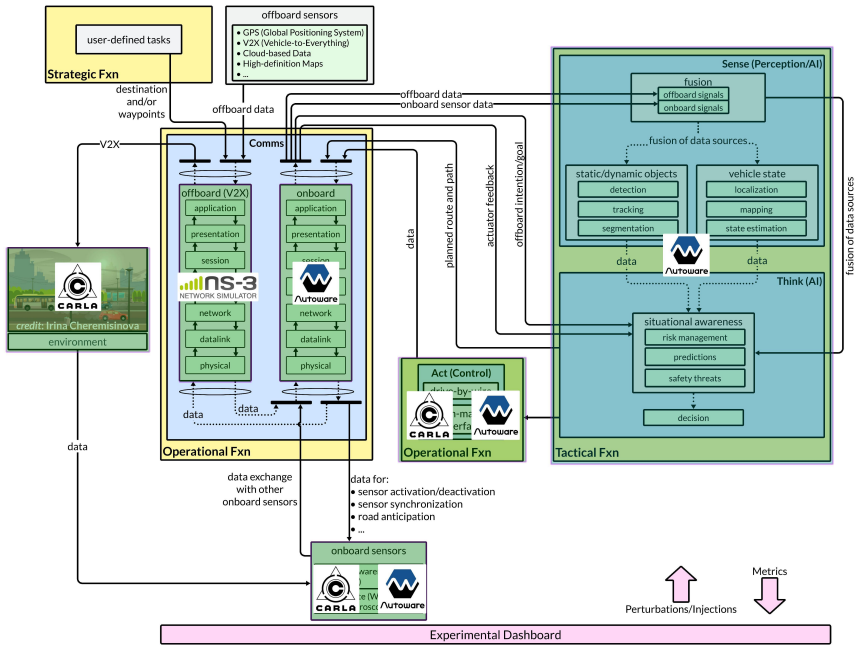 user-defined tasks
Strategic Fxn
offboard sensors
• GPS (Global Positioning System)
• V2X (Vehicle-to-Everything)
• Cloud-based Data
• High-definition Maps
• ...
destination
and/or
waypoints
offboard data
offboard data
onboard sensor data
V2X
Comms
offboard (V2X)
application
presentation
session
NS-3
NETWORK SIMULATOR
network
datalink
physical
onboard
application
presentation
session
Autoware
network
datalink
physical
data
data
Operational Fxn
CARLA
credit: Irina Cheremisinova
environment
data
data
planned route and path
actuator feedback
offboard intention/goal
Act (Control)
drive-by-wire
CARLA
Autoware
Operational Fxn
Sense (Perception/AI)
fusion
offboard signals
onboard signals
fusion of data sources
static/dynamic objects
detection
tracking
segmentation
vehicle state
localization
mapping
state estimation
Autoware
data
data
fusion of data sources
Think (AI)
situational awareness
risk management
predictions
safety threats
decision
Tactical Fxn
data exchange
with other
onboard sensors
data for:
• sensor activation/deactivation
• sensor synchronization
• road anticipation
• ...
onboard sensors
CARLA
Autoware
Perturbations/Injections
Metrics
Experimental Dashboard